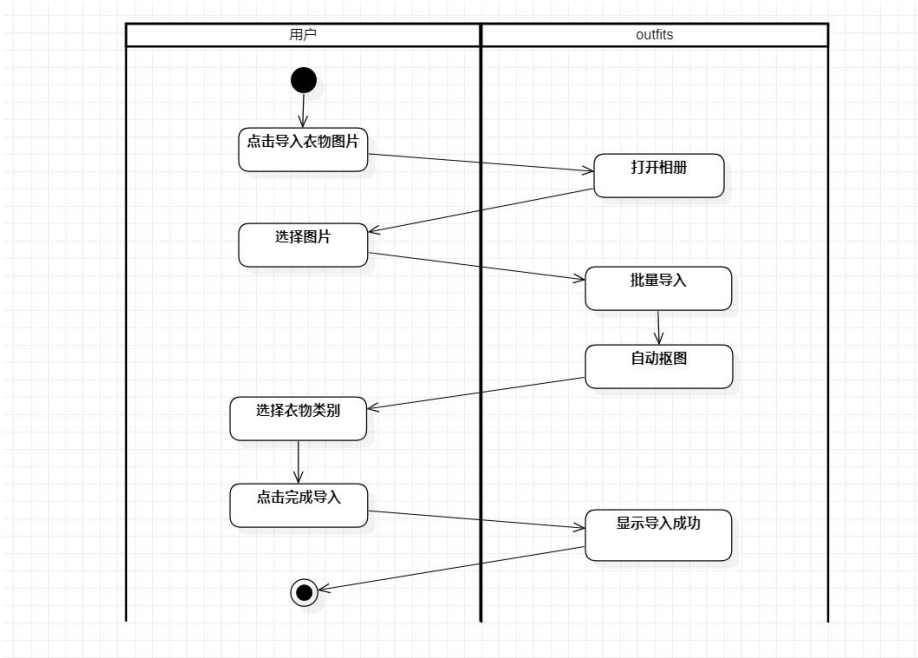 用户
outfits
点击导入衣物图片
打开相册
选择图片
批量导入
自动抠图
选择衣物类别
点击完成导入
显示导入成功